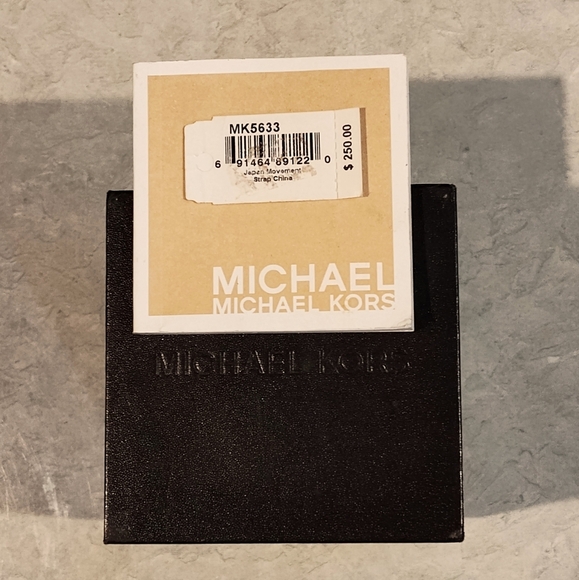 MK5633
6 91464 89122 0
Japan Movement
Strap China
$ 250.00
MICHAEL
MICHAEL KORS
MICHAEL KORS